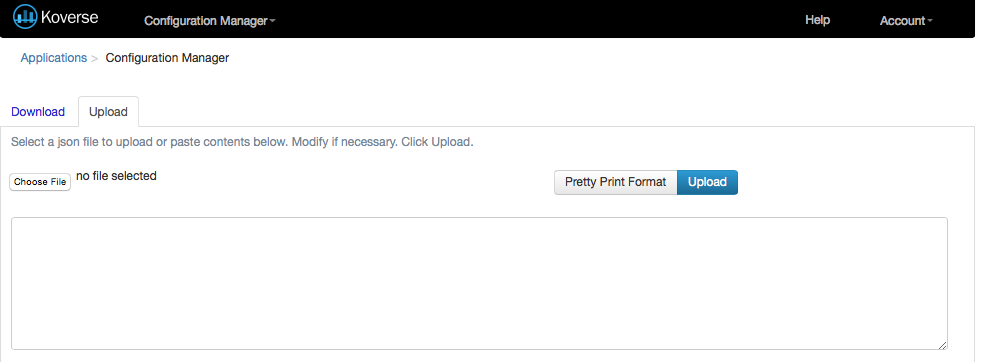 Koverse Configuration Manager Help Account
Applications > Configuration Manager
Download Upload
Select a json file to upload or paste contents below. Modify if necessary. Click Upload.
Choose File no file selected Pretty Print Format Upload